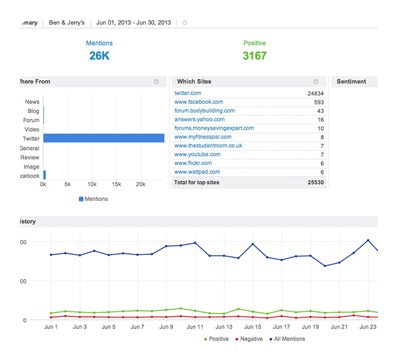 mmary Ben & Jerry's Jun 01, 2013 - Jun 30, 2013
Mentions Positive
26K 3167
here From Which Sites Sentiment
twitter.com 24834
www.facebook.com 593
forum.bodybuilding.com 43
answers.yahoo.com 16
forums.moneysavingexpert.com 10
www.myfitnesspal.com 8
www.thestudentroom.co.uk 7
www.youtube.com 7
www.flickr.com 6
www.wattpad.com 6
Total for top sites 25530
News
Blog
Forum
Video
Twitter
General
Review
Image
cebook
0k 5k 10k 15k 20k
Mentions
istory
00
00
0
Jun 1 Jun 3 Jun 5 Jun 7 Jun 9 Jun 11 Jun 13 Jun 15 Jun 17 Jun 19 Jun 21 Jun 23
Positive Negative All Mentions